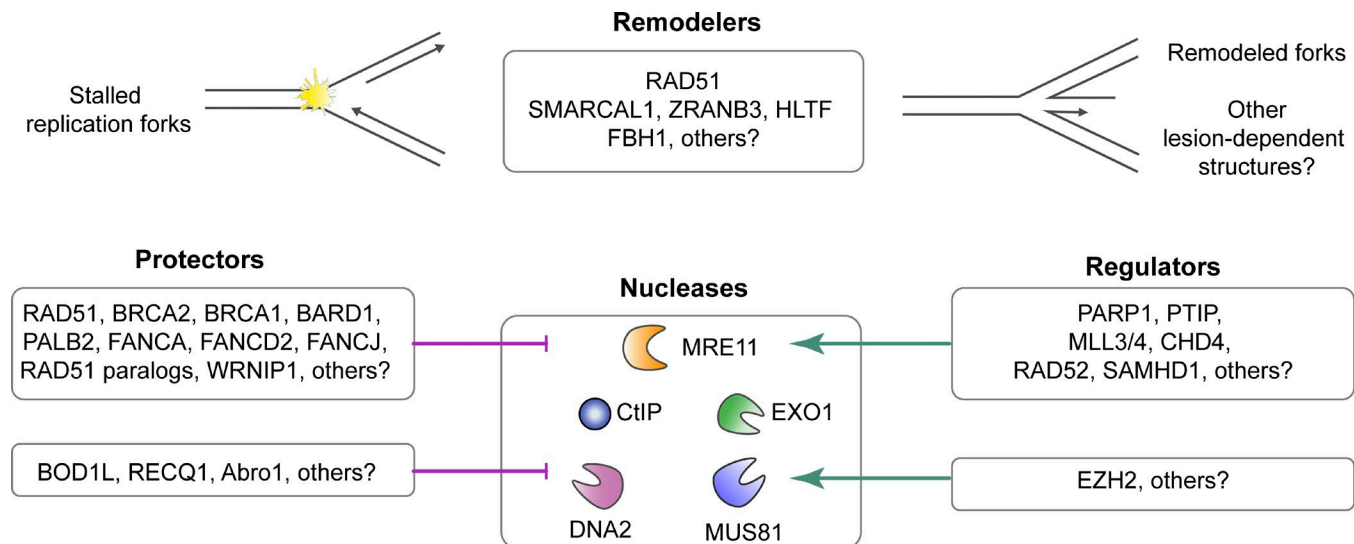 Remodelers
Stalled
replication forks
RAD51
SMARCAL1, ZRANB3, HLTF
FBH1, others?
Remodeled forks
Other
lesion-dependent
structures?
Protectors
RAD51, BRCA2, BRCA1, BARD1,
PALB2, FANCA, FANCD2, FANCJ,
RAD51 paralogs, WRNIP1, others?
BOD1L, RECQ1, Abro1, others?
Nucleases
MRE11
CtIP
EXO1
DNA2
MUS81
Regulators
PARP1, PTIP,
MLL3/4, CHD4,
RAD52, SAMHD1, others?
EZH2, others?